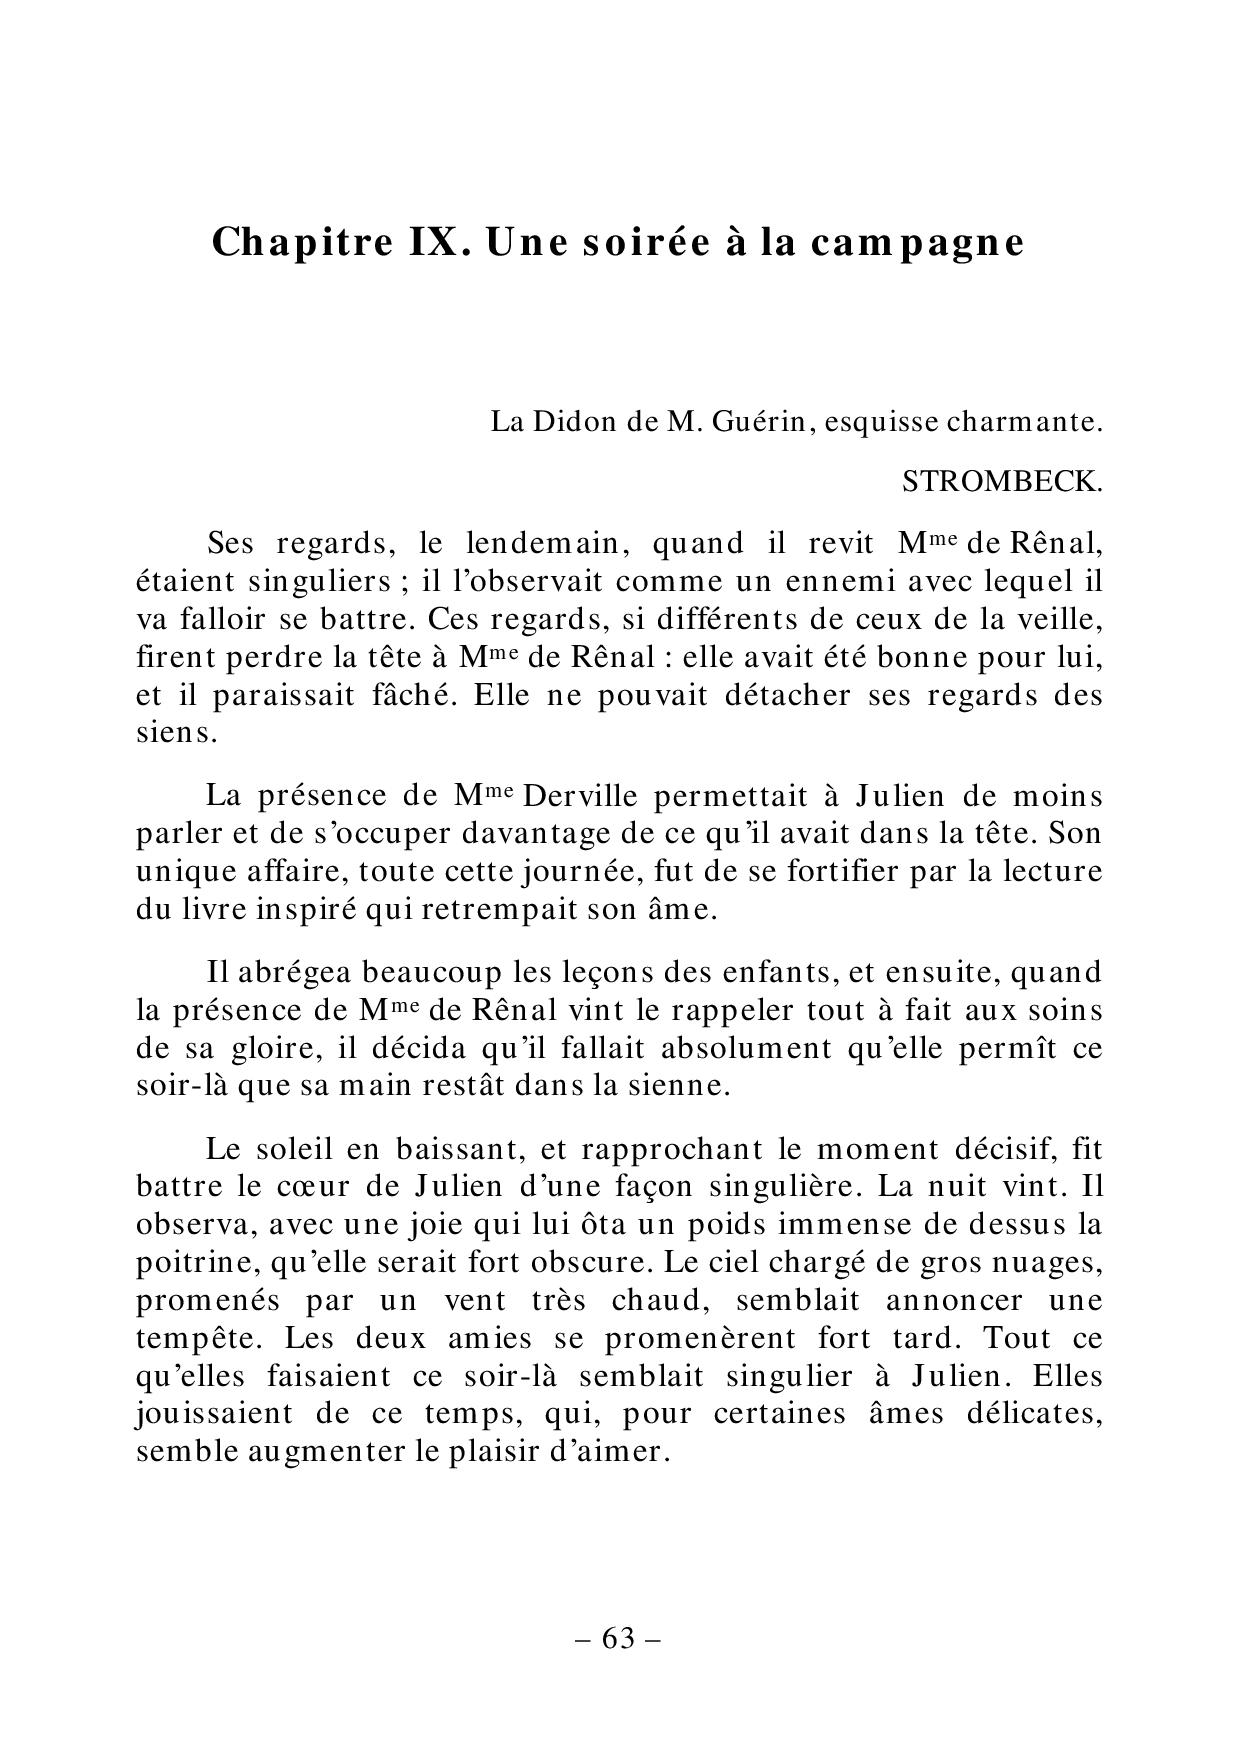 Chapitre IX. Une soirée à la campagne
La Didon de M. Guérin, esquisse charmante.
STROMBECK.
Ses regards, le lendemain, quand il revit Mme de Rênal,
étaient singuliers ; il l’observait comme un ennemi avec lequel il
va falloir se battre. Ces regards, si différents de ceux de la veille,
firent perdre la tête à Mme de Rênal : elle avait été bonne pour lui,
et il paraissait fâché. Elle ne pouvait détacher ses regards des
siens.
La présence de Mme Derville permettait à Julien de moins
parler et de s’occuper davantage de ce qu’il avait dans la tête. Son
unique affaire, toute cette journée, fut de se fortifier par la lecture
du livre inspiré qui retrempait son âme.
Il abrégea beaucoup les leçons des enfants, et ensuite, quand
la présence de Mme de Rênal vint le rappeler tout à fait aux soins
de sa gloire, il décida qu’il fallait absolument qu’elle permît ce
soir-là que sa main restât dans la sienne.
Le soleil en baissant, et rapprochant le moment décisif, fit
battre le cœur de Julien d’une façon singulière. La nuit vint. Il
observa, avec une joie qui lui ôta un poids immense de dessus la
poitrine, qu’elle serait fort obscure. Le ciel chargé de gros nuages,
promenés par un vent très chaud, semblait annoncer une
tempête. Les deux amies se promenèrent fort tard. Tout ce
qu’elles faisaient ce soir-là semblait singulier à Julien. Elles
jouissaient de ce temps, qui, pour certaines âmes délicates,
semble augmenter le plaisir d’aimer.
– 63 –